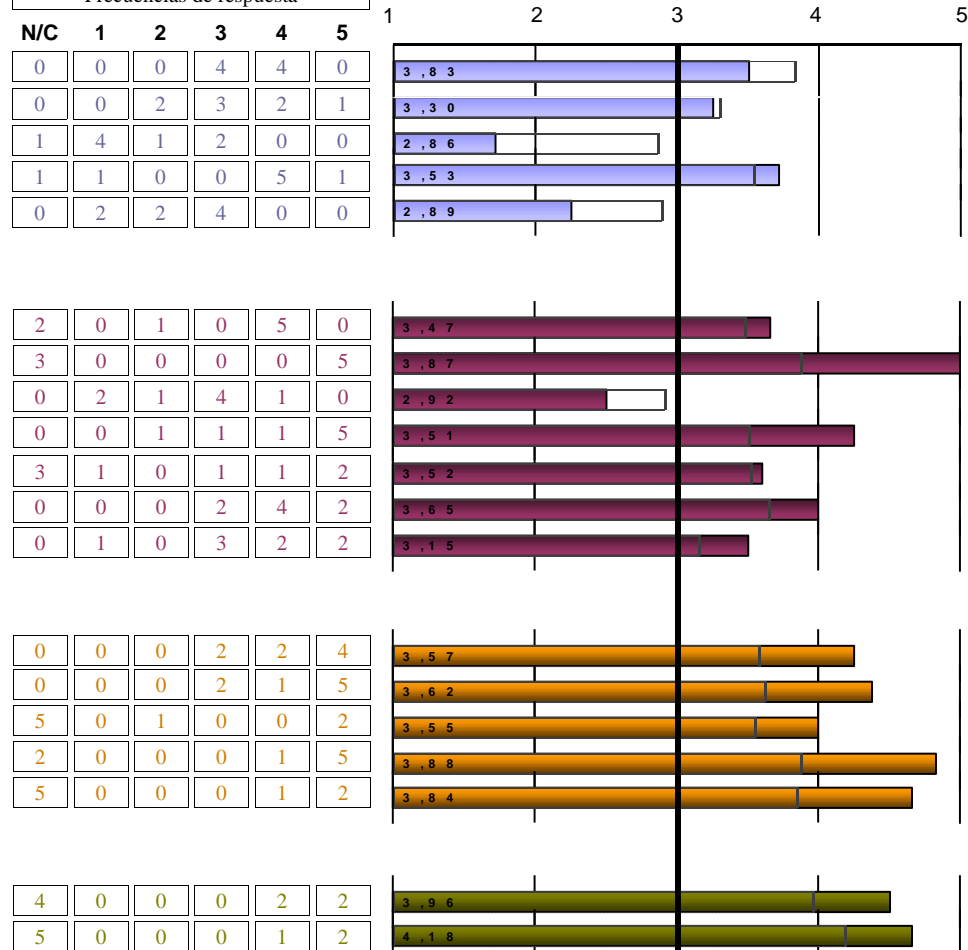 Frecuencias de respuesta
1 2 3 4 5
N/C 1 2 3 4 5
0 0 0 4 4 0 3,83
0 0 2 3 2 1 3,30
1 4 1 2 0 0 2,86
1 1 0 0 5 1 3,53
0 2 2 4 0 0 2,89
2 0 1 0 5 0 3,47
3 0 0 0 0 5 3,87
0 2 1 4 1 0 2,92
0 0 1 1 1 5 3,51
3 1 0 1 1 2 3,52
0 0 0 2 4 2 3,65
0 1 0 3 2 2 3,15
0 0 0 2 2 4 3,57
0 0 0 2 1 5 3,62
5 0 1 0 0 2 3,55
2 0 0 0 1 5 3,88
5 0 0 0 1 2 3,84
4 0 0 0 2 2 3,96
5 0 0 0 1 2 4,18